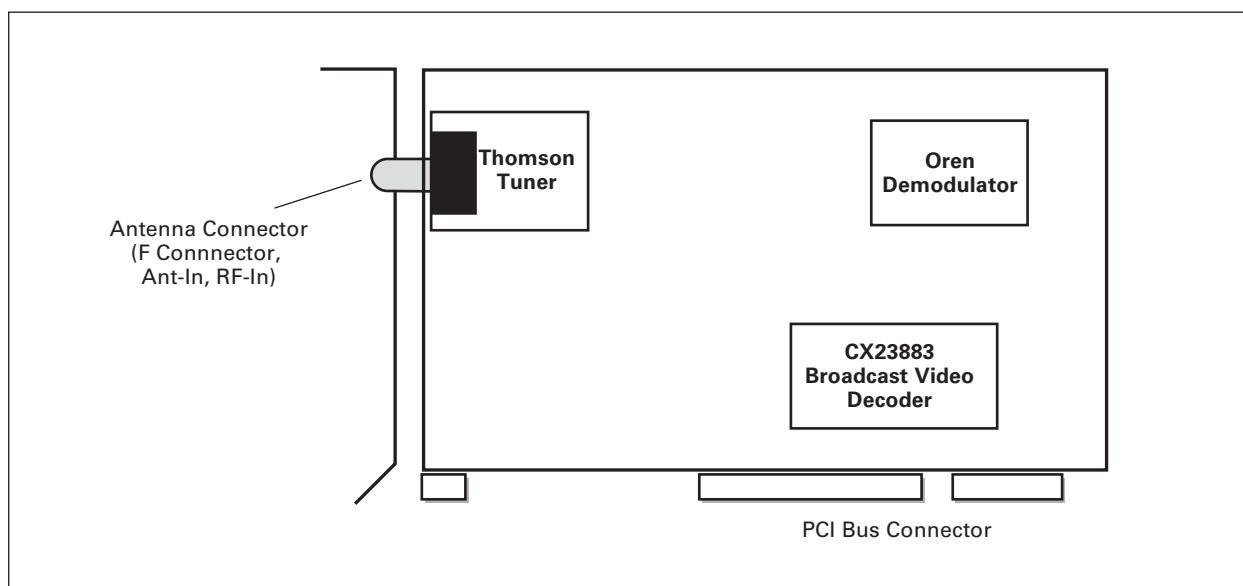 Thomson
Tuner
Oren
Demodulator
Antenna Connector
(F Connnector,
Ant-In, RF-In)
CX23883
Broadcast Video
Decoder
PCI Bus Connector